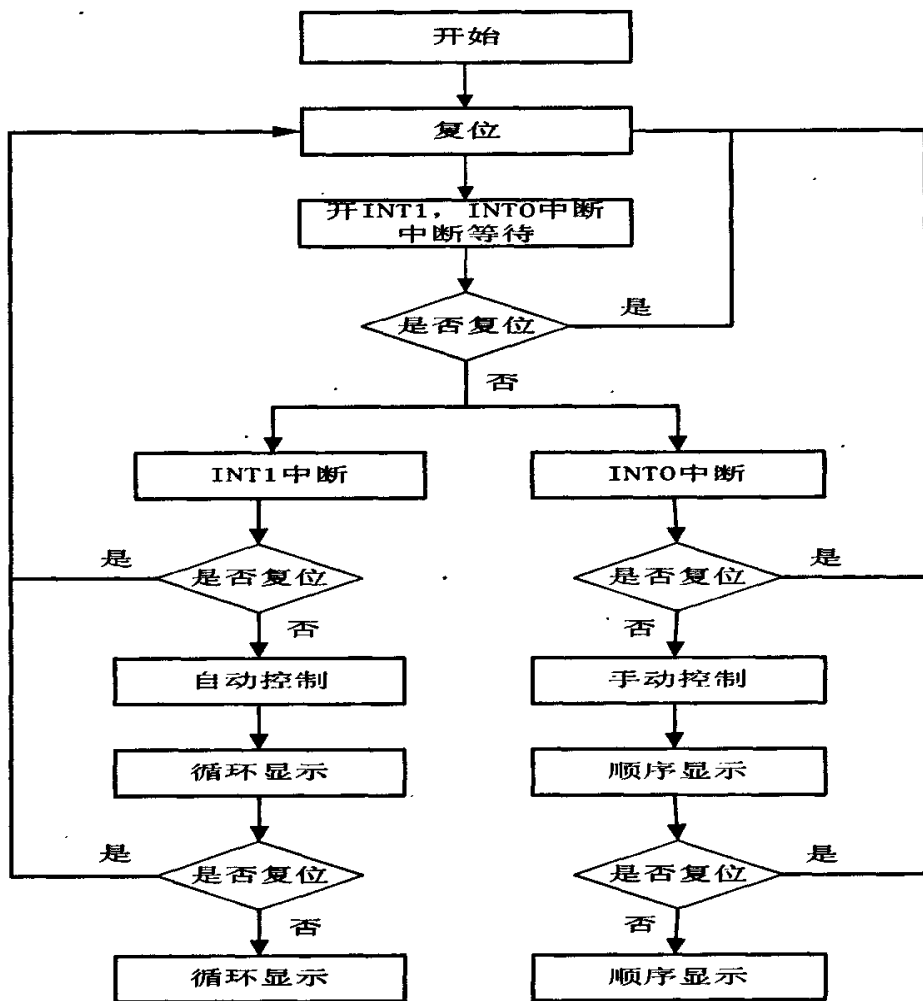 开始
复位
开INT1, INT0中断
中断等待
是否复位
是
否
INT1中断
INT0中断
是
是否复位
是否复位
是
否
否
自动控制
手动控制
循环显示
顺序显示
是
是否复位
是否复位
是
否
否
循环显示
顺序显示